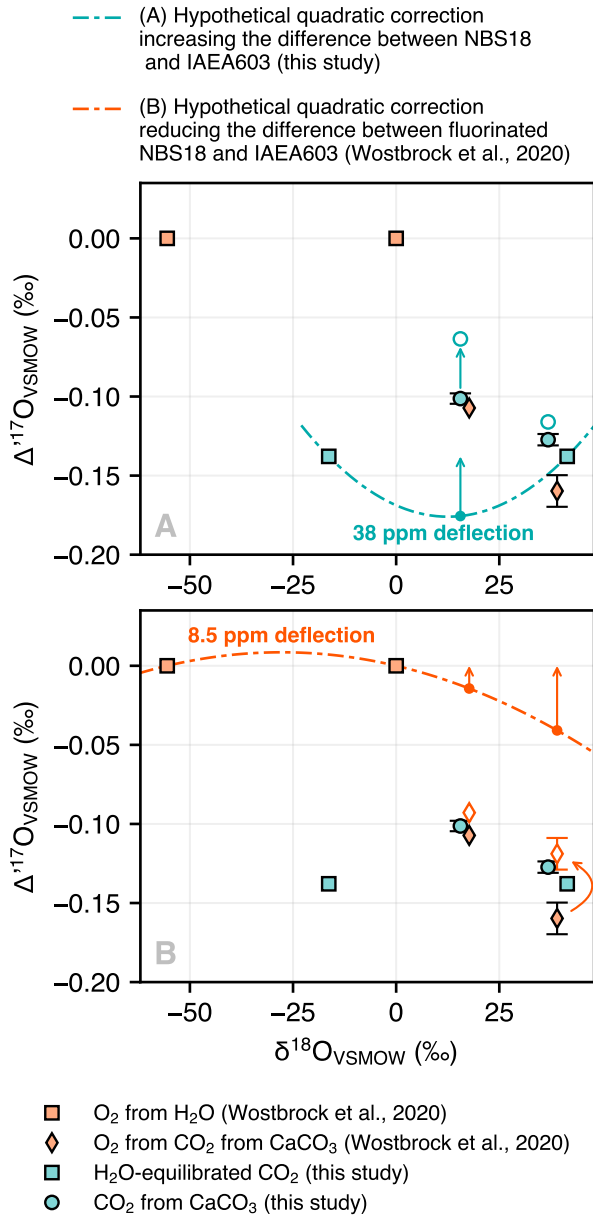 (A) Hypothetical quadratic correction
increasing the difference between NBS18
and IAEA603 (this study)
(B) Hypothetical quadratic correction
reducing the difference between fluorinated
NBS18 and IAEA603 (Wostbrock et al., 2020)
0.00
−0.05
−0.10
−0.15
−0.20
Δ'¹⁷O_VSMOW (‰)
38 ppm deflection
A
−50
−25
0
25
8.5 ppm deflection
0.00
−0.05
−0.10
−0.15
−0.20
Δ'¹⁷O_VSMOW (‰)
B
−50
−25
0
25
δ¹⁸O_VSMOW (‰)
O₂ from H₂O (Wostbrock et al., 2020)
O₂ from CO₂ from CaCO₃ (Wostbrock et al., 2020)
H₂O-equilibrated CO₂ (this study)
CO₂ from CaCO₃ (this study)